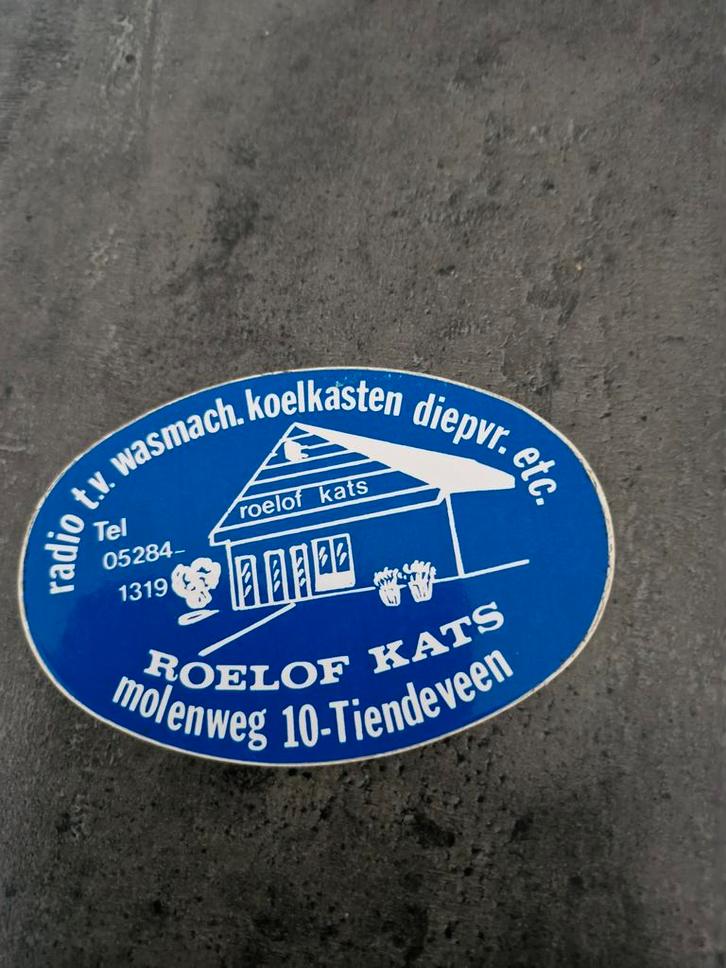 radio t.v. wasmach. koelkasten diepvr. etc.
Tel
05284-
1319
roelof kats
ROELOF KATS
molenweg 10-Tiendeveen